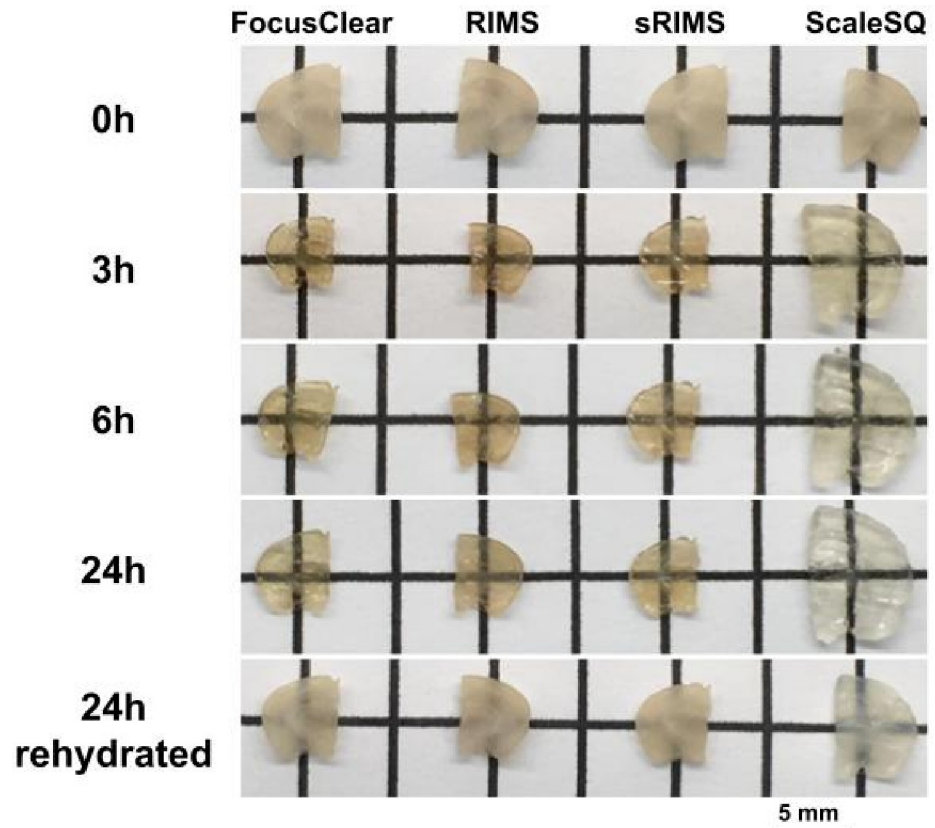 FocusClear RIMS sRIMS ScaleSQ
0h
3h
6h
24h
24h
rehydrated
5 mm